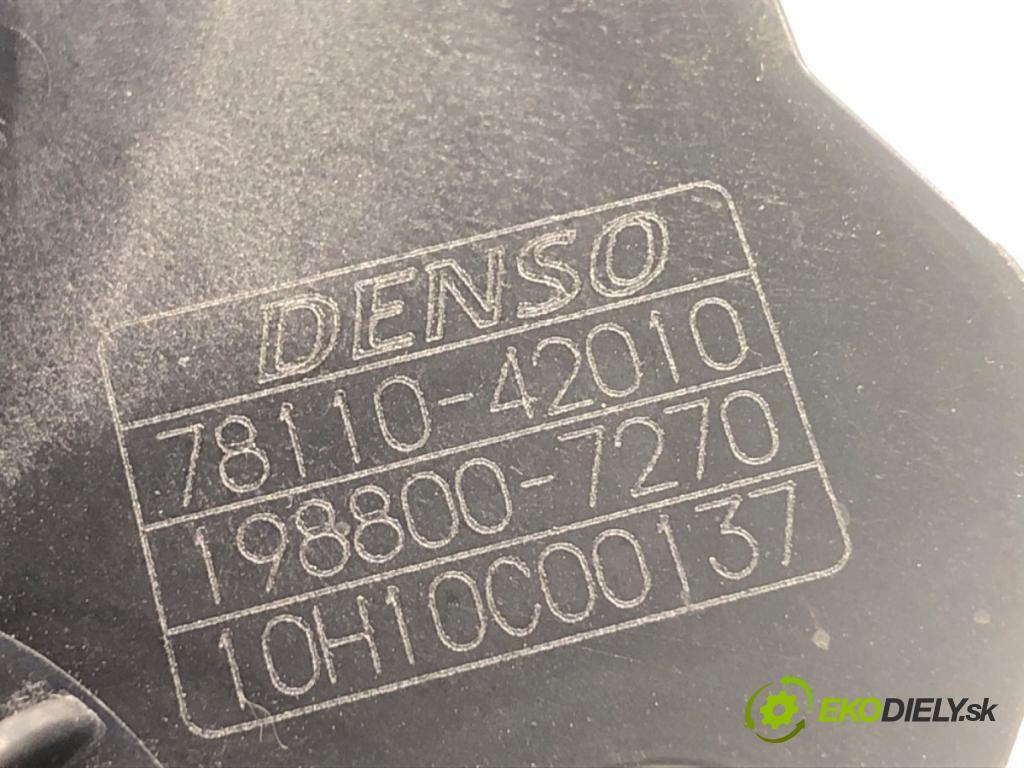 DENSO
78110-42010
198800-7270
10H10C00137
EKODIELY.sk